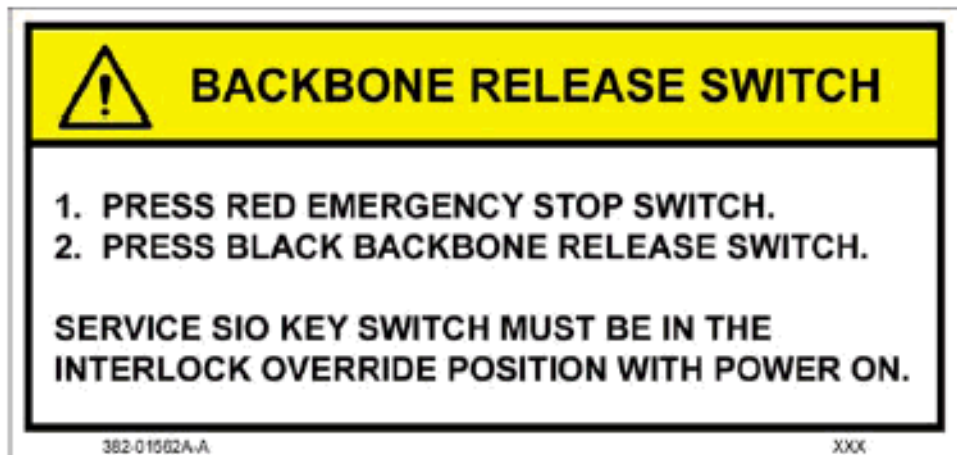 BACKBONE RELEASE SWITCH
1. PRESS RED EMERGENCY STOP SWITCH.
2. PRESS BLACK BACKBONE RELEASE SWITCH.
SERVICE SIO KEY SWITCH MUST BE IN THE
INTERLOCK OVERRIDE POSITION WITH POWER ON.
382-01562A-A XXX